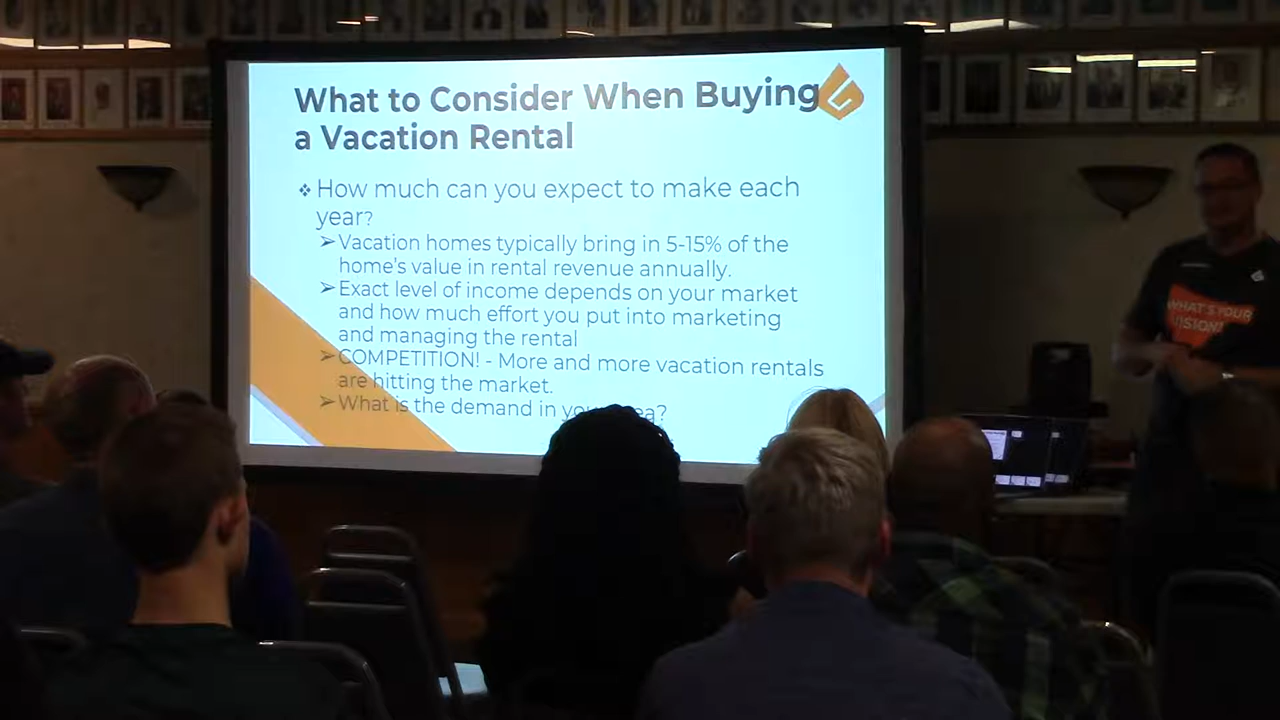 What to Consider When Buying
a Vacation Rental
❖ How much can you expect to make each
year?
➢ Vacation homes typically bring in 5-15% of the
home's value in rental revenue annually.
➢ Exact level of income depends on your market
and how much effort you put into marketing
and managing the rental
➢ COMPETITION! - More and more vacation rentals
are hitting the market.
➢ What is the demand in
WHAT'S YOUR
VISION?